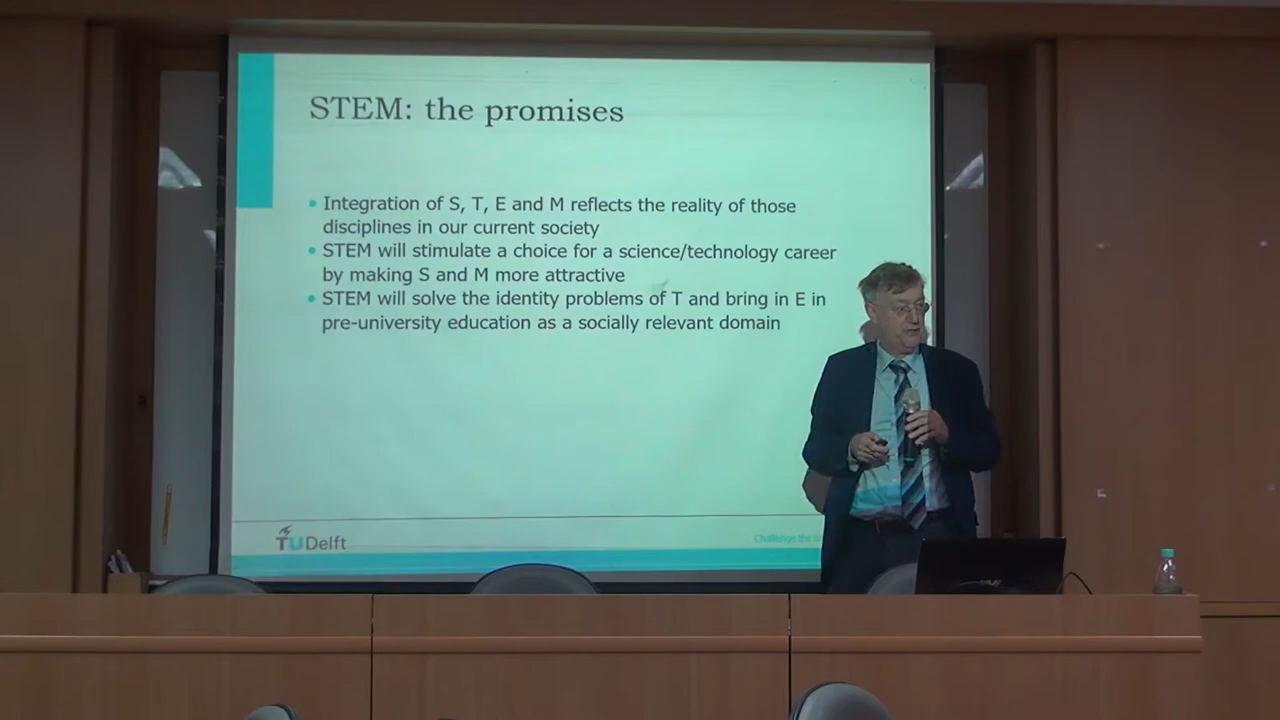 STEM: the promises
Integration of S, T, E and M reflects the reality of those
disciplines in our current society
STEM will stimulate a choice for a science/technology career
by making S and M more attractive
STEM will solve the identity problems of T and bring in E in
pre-university education as a socially relevant domain
TUDelft
Challenge the